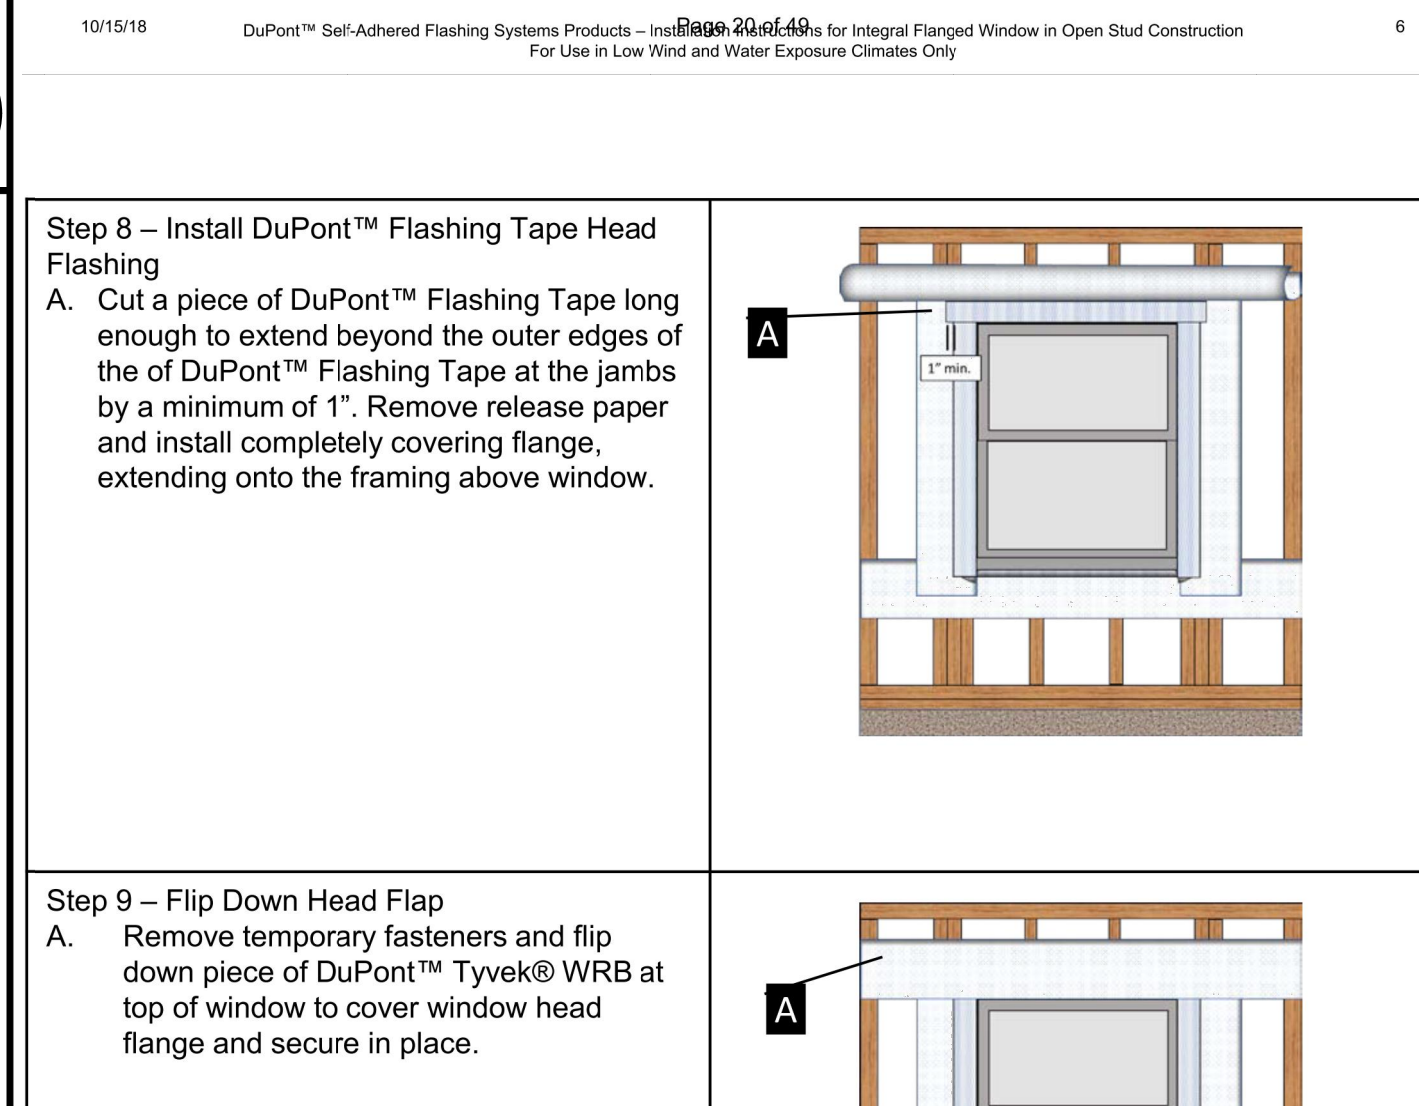 10/15/18
Page 20 of 49
6
DuPont™ Self-Adhered Flashing Systems Products – Installation Instructions for Integral Flanged Window in Open Stud Construction
For Use in Low Wind and Water Exposure Climates Only
Step 8 – Install DuPont™ Flashing Tape Head
Flashing
A. Cut a piece of DuPont™ Flashing Tape long
enough to extend beyond the outer edges of
the of DuPont™ Flashing Tape at the jambs
by a minimum of 1”. Remove release paper
and install completely covering flange,
extending onto the framing above window.
A
1” min.
Step 9 – Flip Down Head Flap
A. Remove temporary fasteners and flip
down piece of DuPont™ Tyvek® WRB at
top of window to cover window head
flange and secure in place.
A